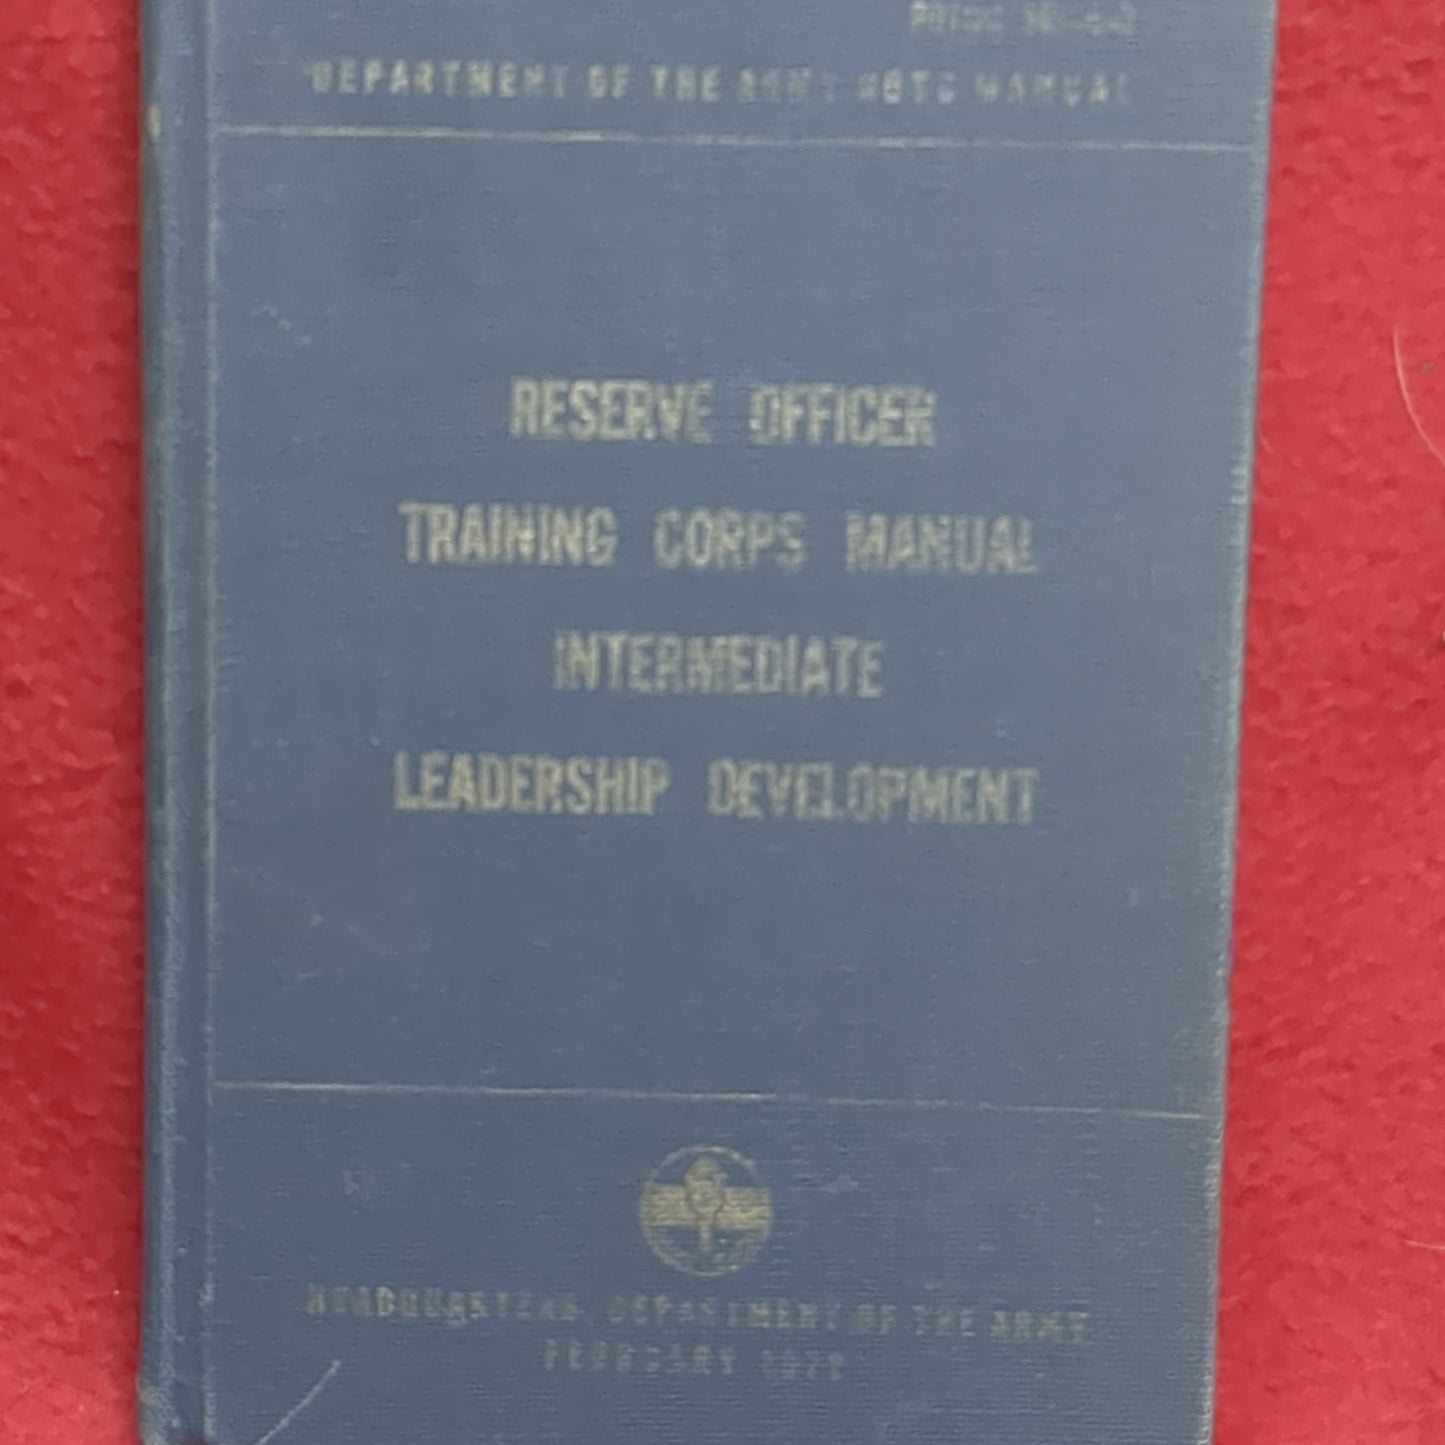 DEPARTMENT OF THE ARMY ROTC MANUAL
RESERVE OFFICER
TRAINING CORPS MANUAL
INTERMEDIATE
LEADERSHIP DEVELOPMENT
HEADQUARTERS, DEPARTMENT OF THE ARMY
FEBRUARY